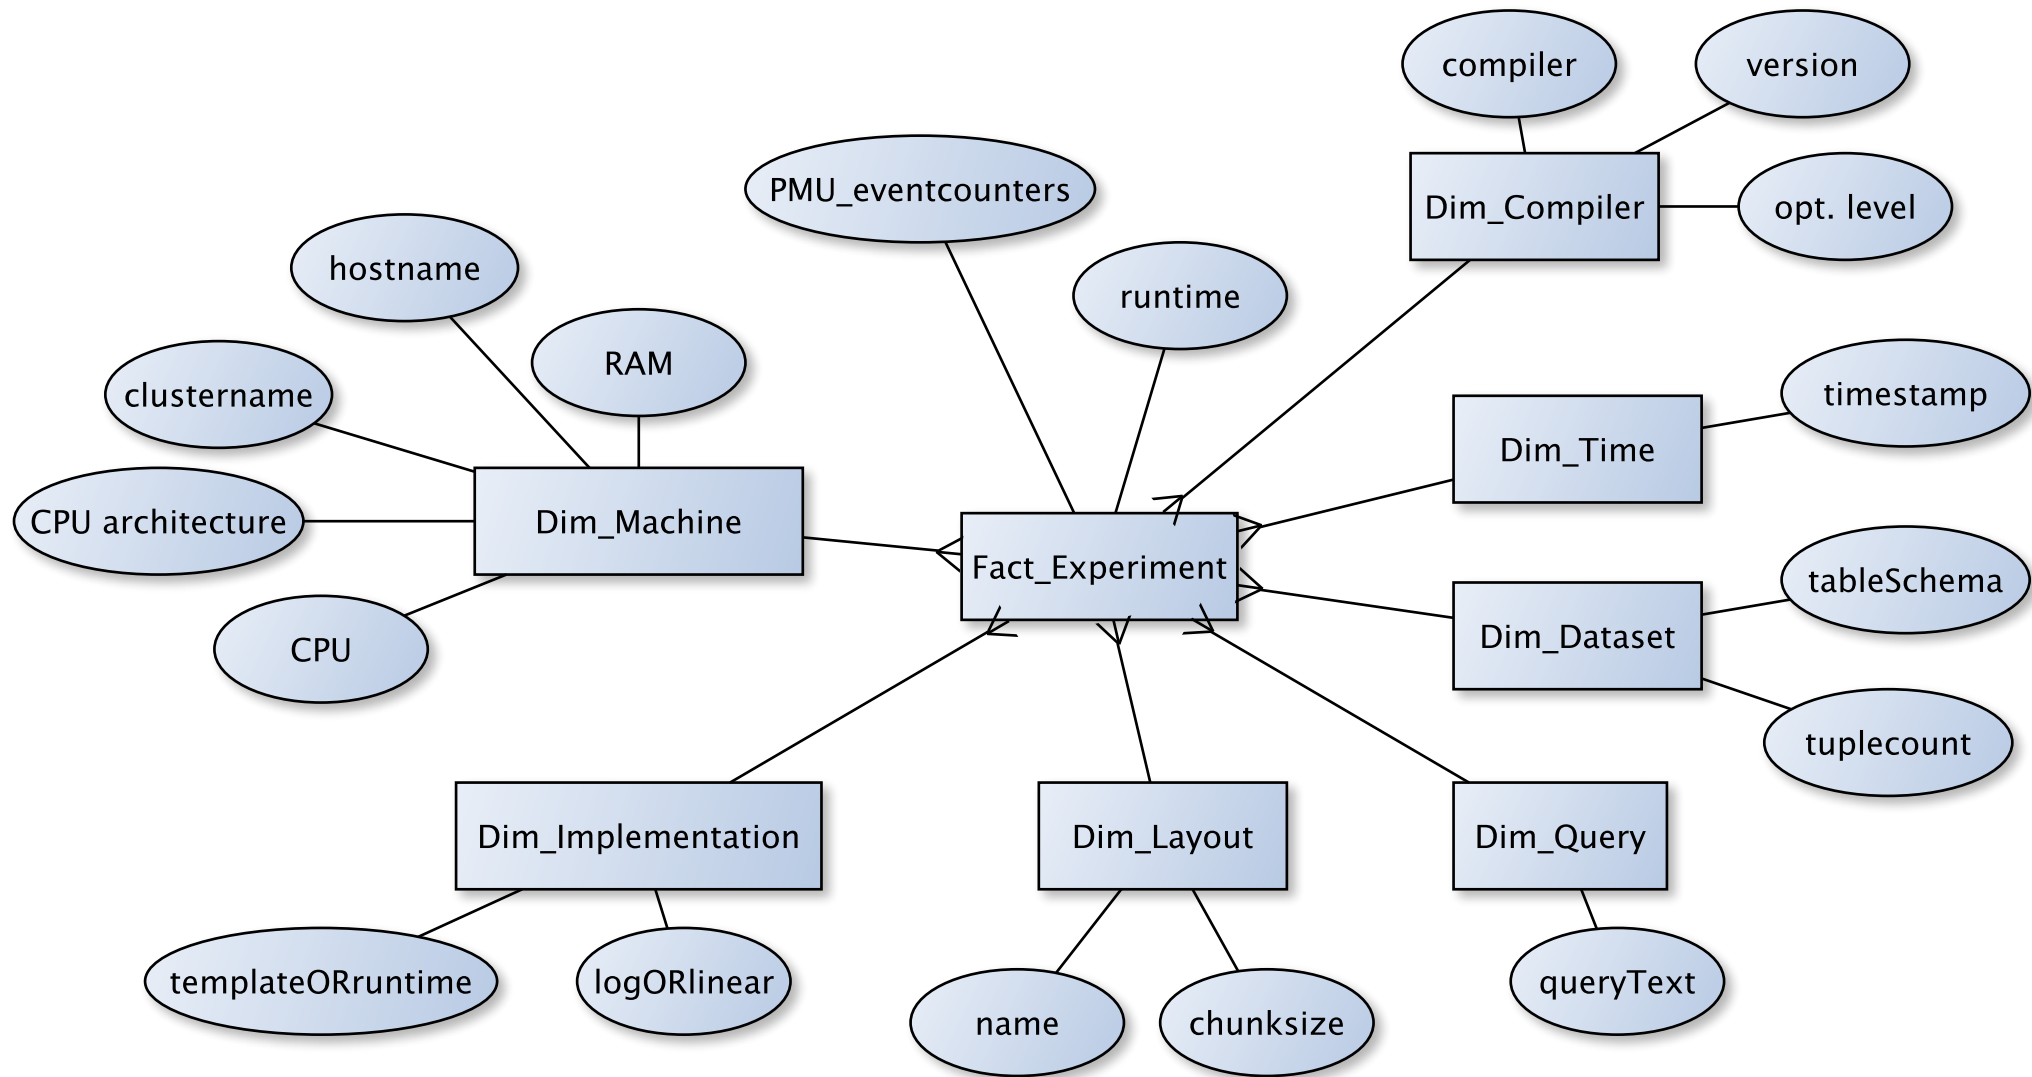 compiler
version
PMU_eventcounters
Dim_Compiler
opt. level
hostname
runtime
RAM
clustername
timestamp
Dim_Time
CPU architecture
Dim_Machine
Fact_Experiment
tableSchema
Dim_Dataset
CPU
tuplecount
Dim_Implementation
Dim_Layout
Dim_Query
templateORruntime
logORlinear
queryText
name
chunksize